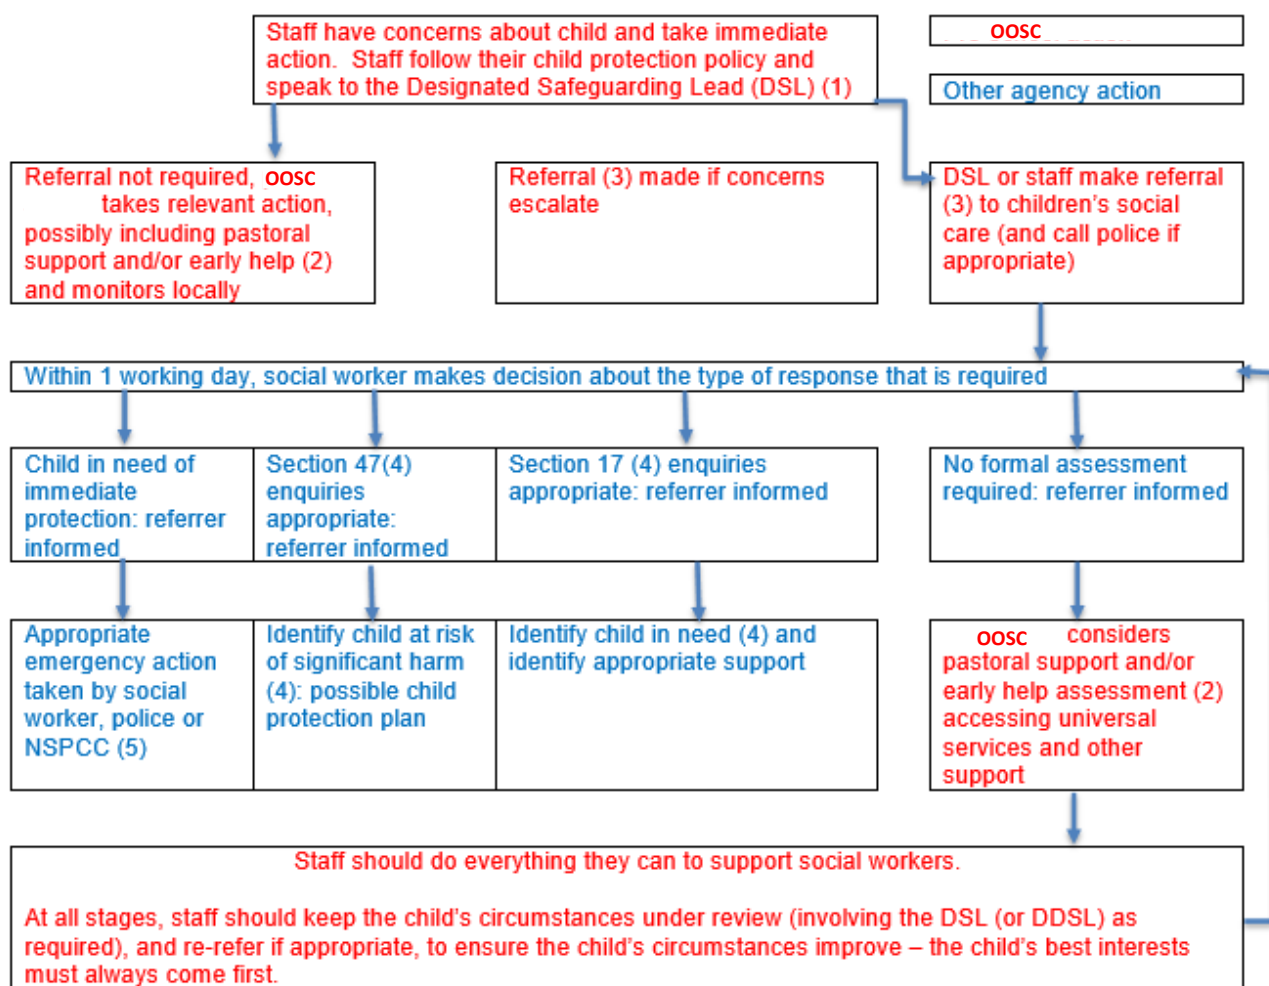 Staff have concerns about child and take immediate
action.  Staff follow their child protection policy and
speak to the Designated Safeguarding Lead (DSL) (1)
OOSC
Other agency action
Referral not required, OOSC
takes relevant action,
possibly including pastoral
support and/or early help (2)
and monitors locally
Referral (3) made if concerns
escalate
DSL or staff make referral
(3) to children’s social
care (and call police if
appropriate)
Within 1 working day, social worker makes decision about the type of response that is required
Child in need of
immediate
protection: referrer
informed
Section 47(4)
enquiries
appropriate:
referrer informed
Section 17 (4) enquiries
appropriate: referrer informed
No formal assessment
required: referrer informed
Appropriate
emergency action
taken by social
worker, police or
NSPCC (5)
Identify child at risk
of significant harm
(4): possible child
protection plan
Identify child in need (4) and
identify appropriate support
OOSC considers
pastoral support and/or
early help assessment (2)
accessing universal
services and other
support
Staff should do everything they can to support social workers.
At all stages, staff should keep the child’s circumstances under review (involving the DSL (or DDSL) as
required), and re-refer if appropriate, to ensure the child’s circumstances improve – the child’s best interests
must always come first.